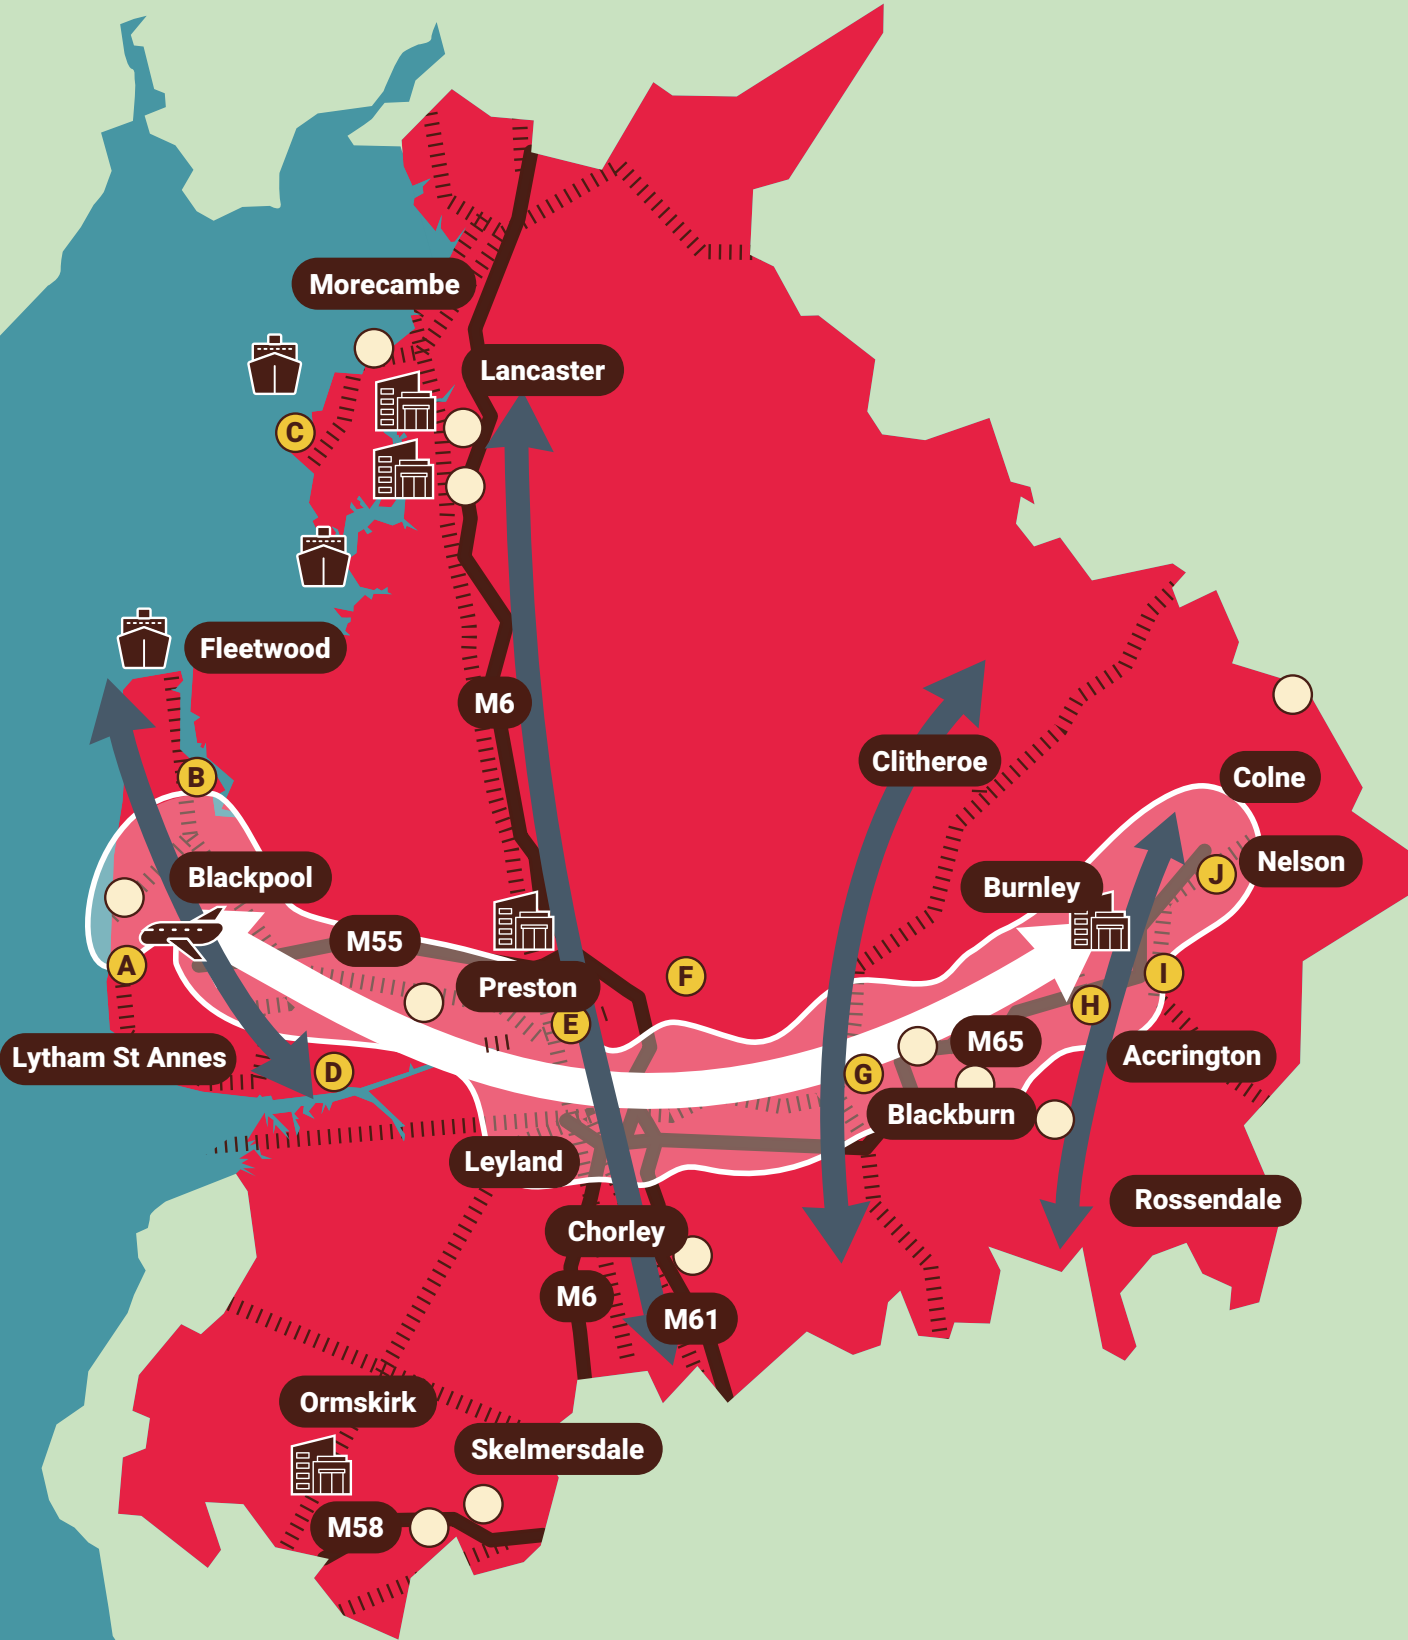 Morecambe
Lancaster
C
Fleetwood
M6
B
Clitheroe
Colne
Nelson
J
Blackpool
Burnley
M55
A
F
I
Preston
H
E
M65
Lytham St Annes
Accrington
D
G
Blackburn
Leyland
Rossendale
Chorley
M6
M61
Ormskirk
Skelmersdale
M58